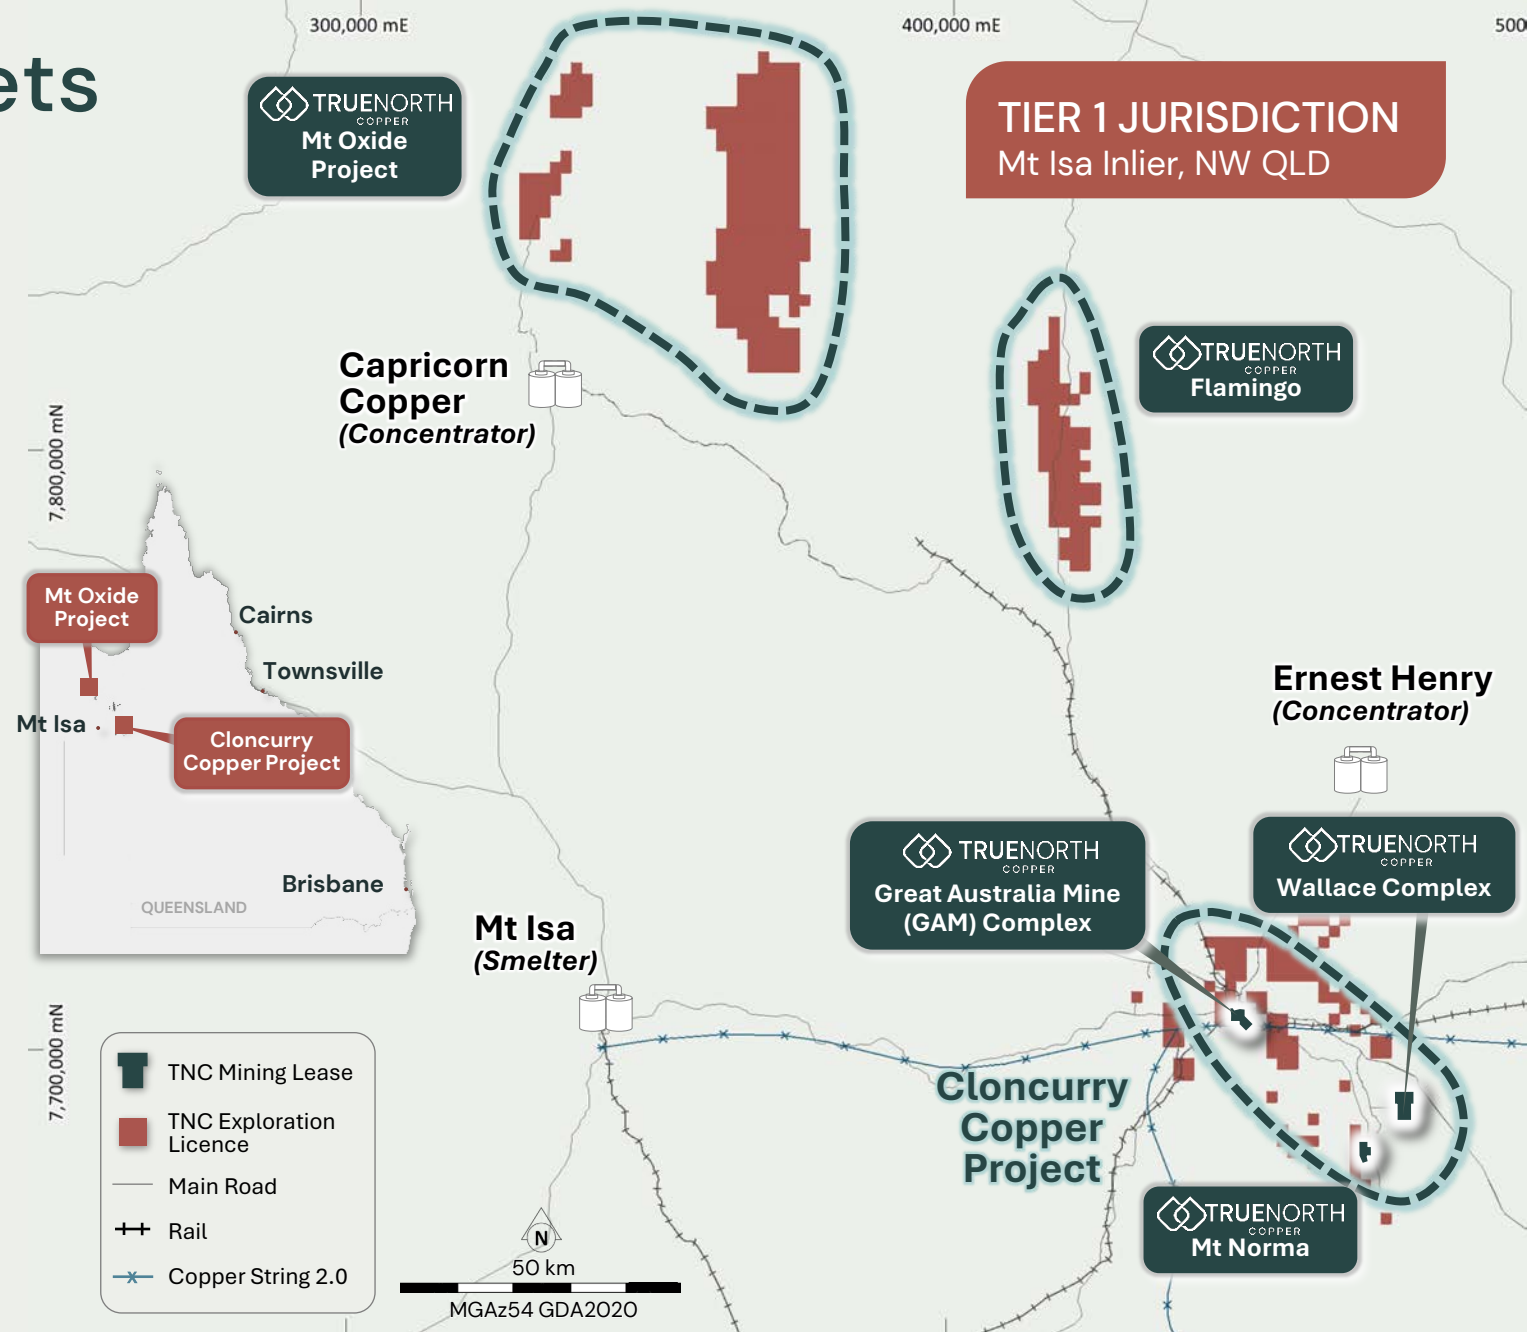 300,000 mE
400,000 mE
500
ets
TRUENORTH
COPPER
Mt Oxide
Project
TIER 1 JURISDICTION
Mt Isa Inlier, NW QLD
TRUENORTH
COPPER
Flamingo
Capricorn
Copper
(Concentrator)
7,800,000 mN
Mt Oxide
Project
Cairns
Townsville
Mt Isa
Cloncurry
Copper Project
Brisbane
QUEENSLAND
Ernest Henry
(Concentrator)
TRUENORTH
COPPER
Great Australia Mine
(GAM) Complex
TRUENORTH
COPPER
Wallace Complex
Mt Isa
(Smelter)
7,700,000 mN
Cloncurry
Copper
Project
TRUENORTH
COPPER
Mt Norma
TNC Mining Lease
TNC Exploration
Licence
Main Road
Rail
Copper String 2.0
N
50 km
MGAz54 GDA2020